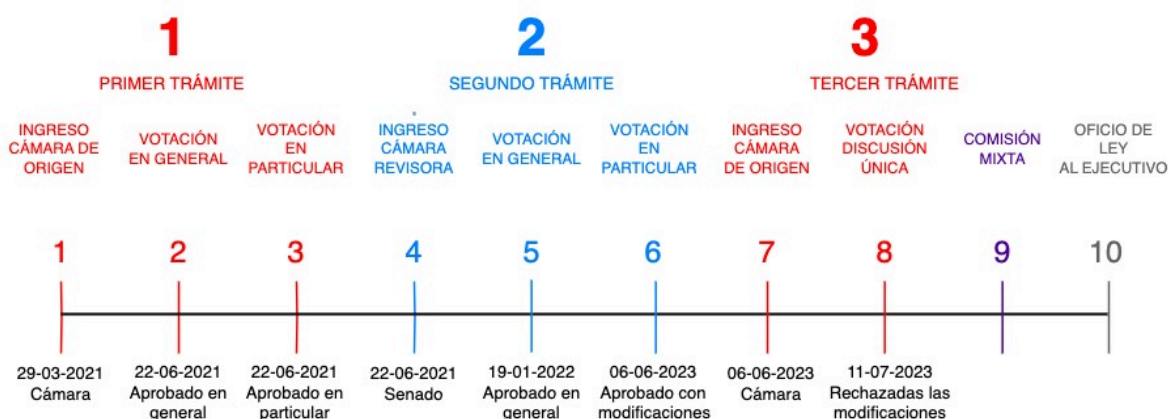 1
PRIMER TRÁMITE
2
SEGUNDO TRÁMITE
3
TERCER TRÁMITE
INGRESO
CÁMARA DE
ORIGEN
VOTACIÓN
EN GENERAL
VOTACIÓN
EN
PARTICULAR
INGRESO
CÁMARA
REVISORA
VOTACIÓN
EN GENERAL
VOTACIÓN
EN
PARTICULAR
INGRESO
CÁMARA
DE ORIGEN
VOTACIÓN
DISCUSIÓN
ÚNICA
COMISIÓN
MIXTA
OFICIO DE
LEY
AL EJECUTIVO
1
2
3
4
5
6
7
8
9
10
29-03-2021
Cámara
22-06-2021
Aprobado en
general
22-06-2021
Aprobado en
particular
22-06-2021
Senado
19-01-2022
Aprobado en
general
06-06-2023
Aprobado con
modificaciones
06-06-2023
Cámara
11-07-2023
Rechazadas las
modificaciones